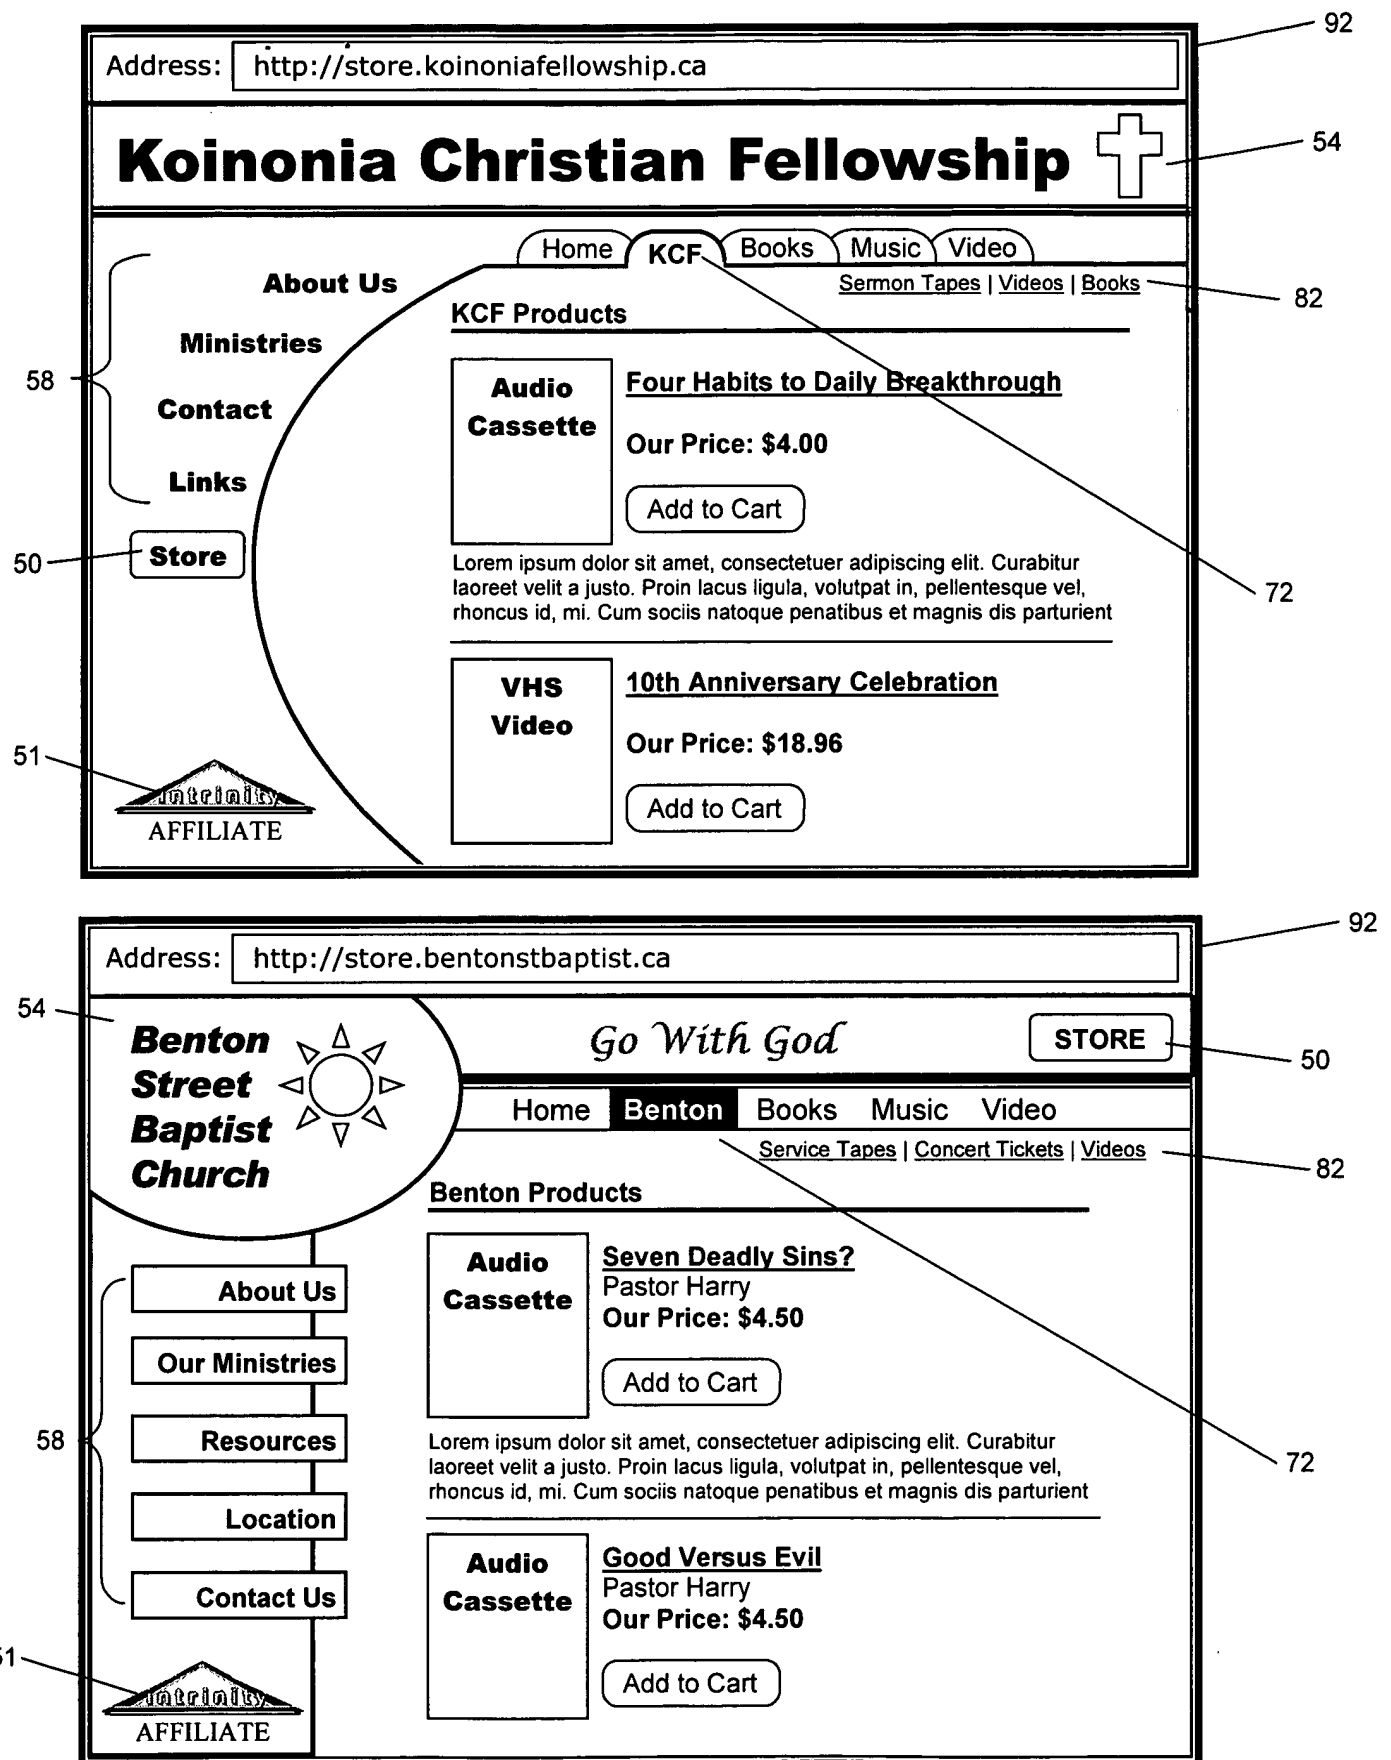 92
Address: http://store.koinoniafellowship.ca
Koinonia Christian Fellowship
54
Home KCF Books Music Video
Sermon Tapes | Videos | Books
82
About Us
Ministries
Contact
Links
58
Store
50
KCF Products
Audio
Cassette
Four Habits to Daily Breakthrough
Our Price: $4.00
Add to Cart
Lorem ipsum dolor sit amet, consectetuer adipiscing elit. Curabitur
laoreet velit a justo. Proin lacus ligula, volutpat in, pellentesque vel,
rhoncus id, mi. Cum sociis natoque penatibus et magnis dis parturient
72
VHS
Video
10th Anniversary Celebration
Our Price: $18.96
Add to Cart
51
Intrinity
AFFILIATE
92
Address: http://store.bentonstbaptist.ca
54
Benton
Street
Baptist
Church
Go With God
STORE
50
Home Benton Books Music Video
Service Tapes | Concert Tickets | Videos
82
Benton Products
About Us
Our Ministries
Resources
Location
Contact Us
58
Audio
Cassette
Seven Deadly Sins?
Pastor Harry
Our Price: $4.50
Add to Cart
Lorem ipsum dolor sit amet, consectetuer adipiscing elit. Curabitur
laoreet velit a justo. Proin lacus ligula, volutpat in, pellentesque vel,
rhoncus id, mi. Cum sociis natoque penatibus et magnis dis parturient
72
Audio
Cassette
Good Versus Evil
Pastor Harry
Our Price: $4.50
Add to Cart
51
Intrinity
AFFILIATE